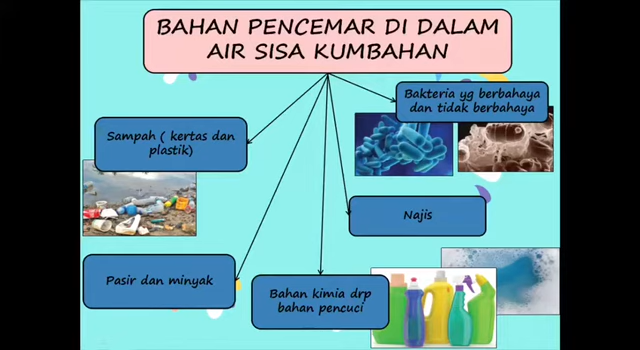 BAHAN PENCEMAR DI DALAM
AIR SISA KUMBAHAN
Bakteria yg berbahaya
dan tidak berbahaya
Sampah ( kertas dan
plastik)
Najis
Pasir dan minyak
Bahan kimia drp
bahan pencuci